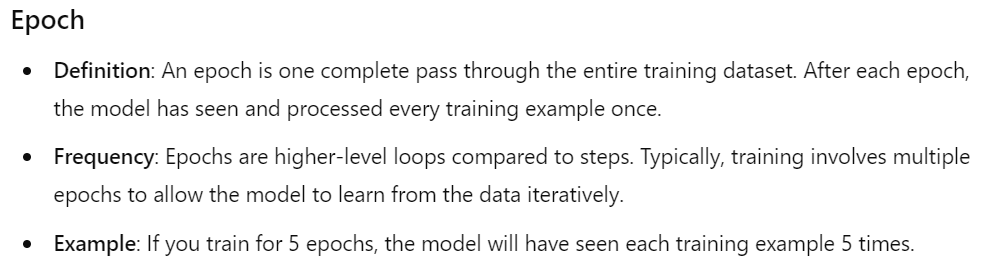 Epoch
• Definition: An epoch is one complete pass through the entire training dataset. After each epoch,
the model has seen and processed every training example once.
• Frequency: Epochs are higher-level loops compared to steps. Typically, training involves multiple
epochs to allow the model to learn from the data iteratively.
• Example: If you train for 5 epochs, the model will have seen each training example 5 times.